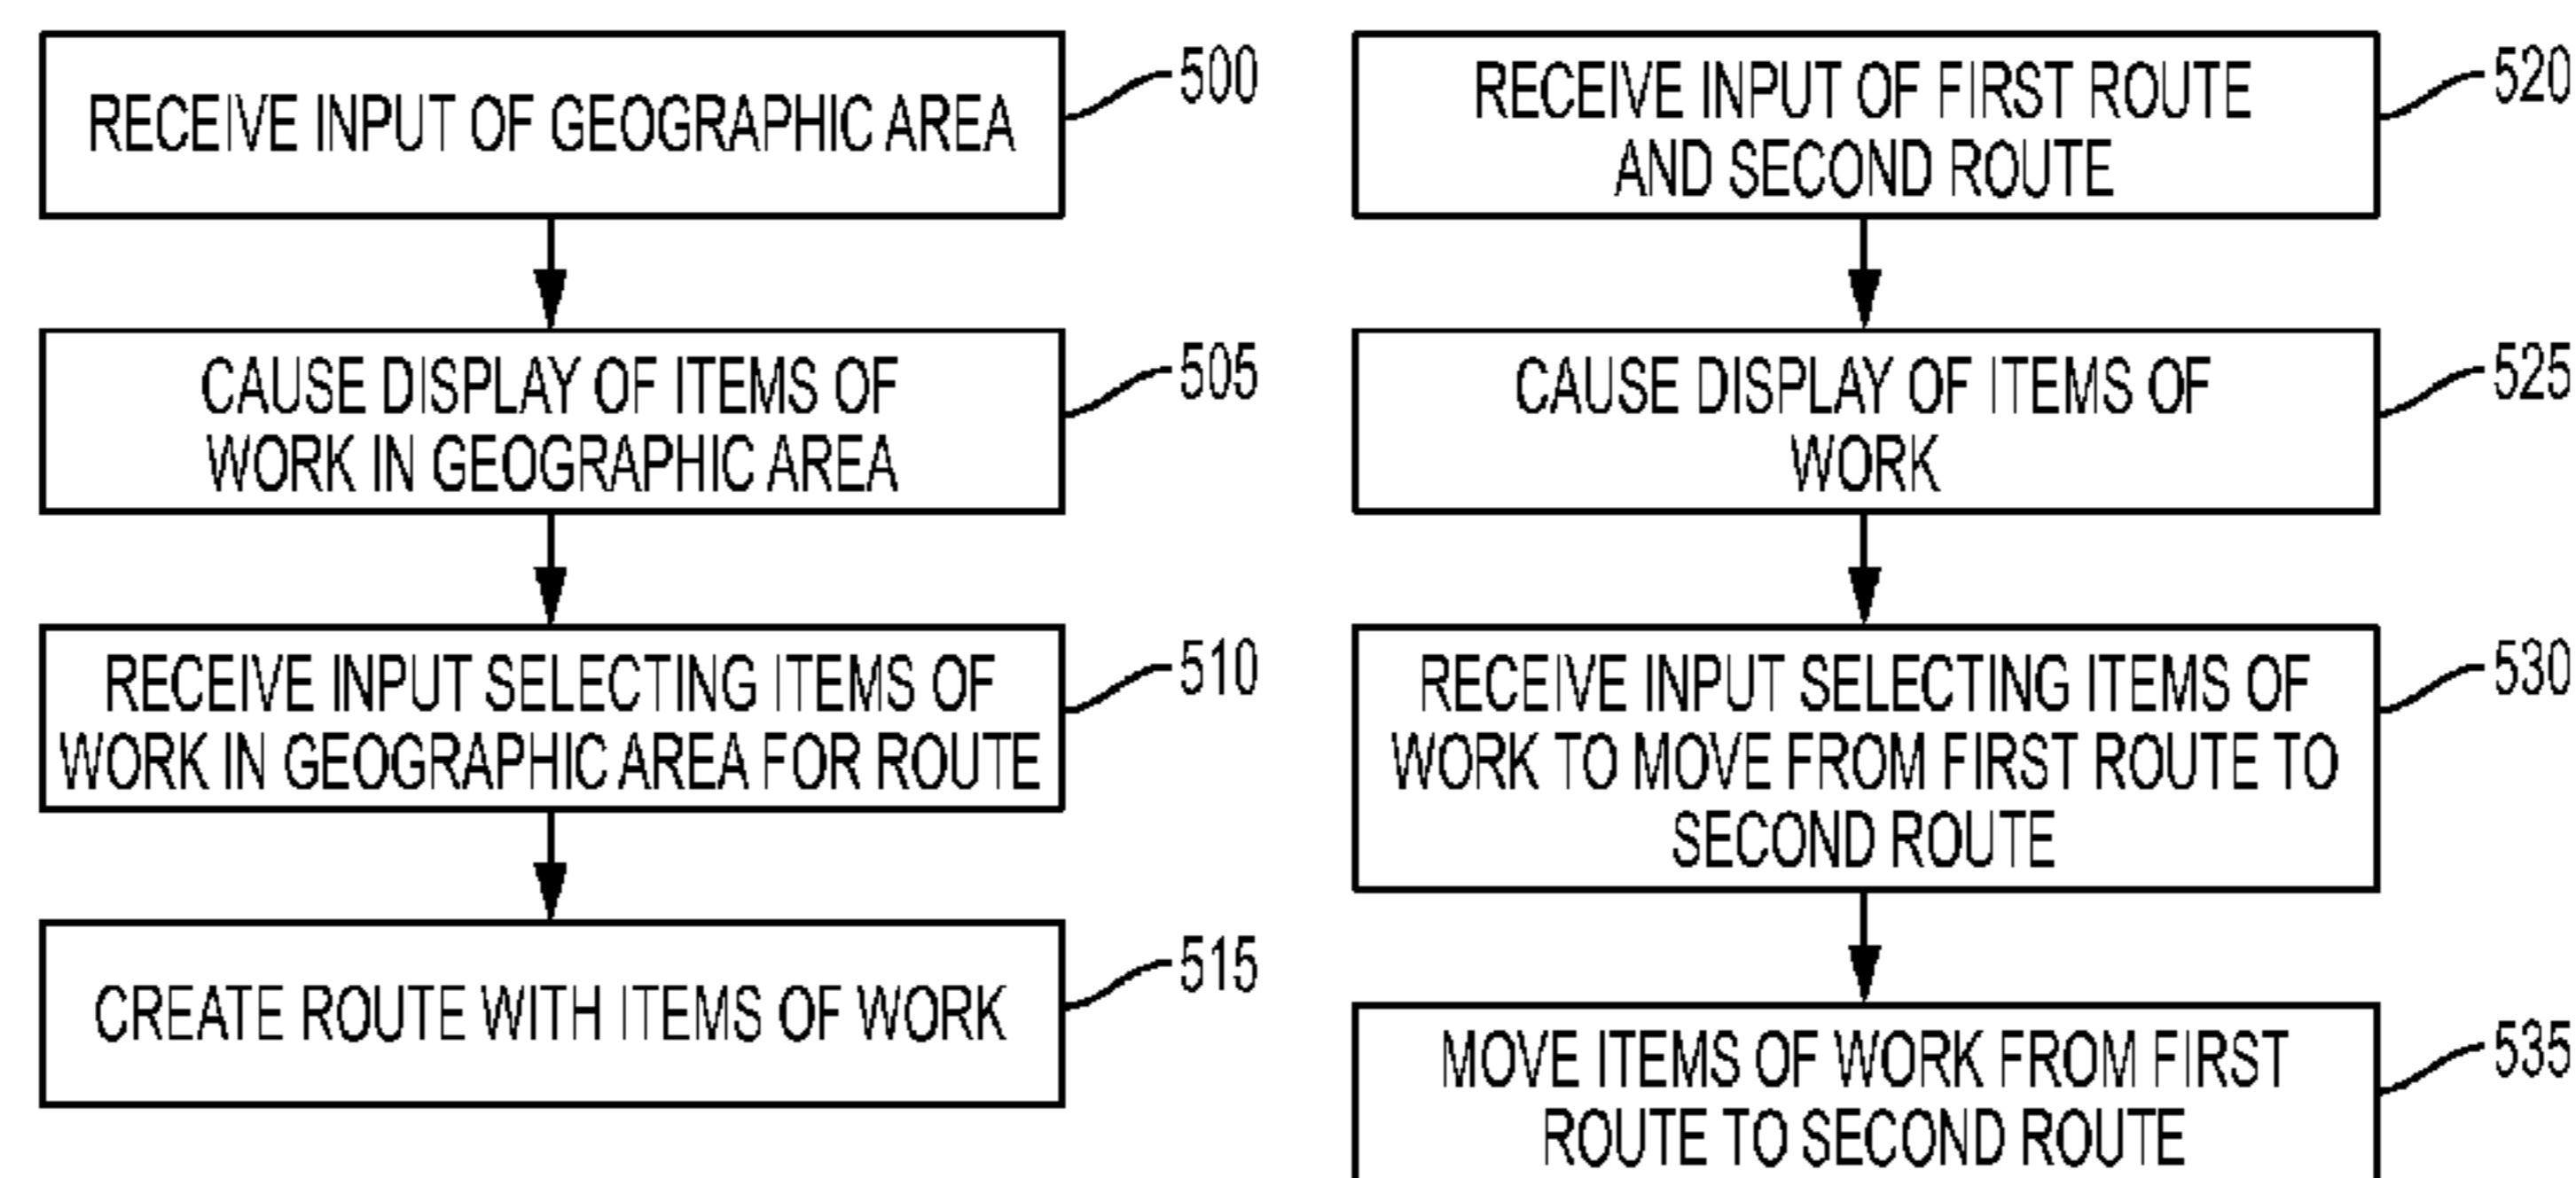 RECEIVE INPUT OF GEOGRAPHIC AREA
500
CAUSE DISPLAY OF ITEMS OF
WORK IN GEOGRAPHIC AREA
505
RECEIVE INPUT SELECTING ITEMS OF
WORK IN GEOGRAPHIC AREA FOR ROUTE
510
CREATE ROUTE WITH ITEMS OF WORK
515
RECEIVE INPUT OF FIRST ROUTE
AND SECOND ROUTE
520
CAUSE DISPLAY OF ITEMS OF
WORK
525
RECEIVE INPUT SELECTING ITEMS OF
WORK TO MOVE FROM FIRST ROUTE TO
SECOND ROUTE
530
MOVE ITEMS OF WORK FROM FIRST
ROUTE TO SECOND ROUTE
535